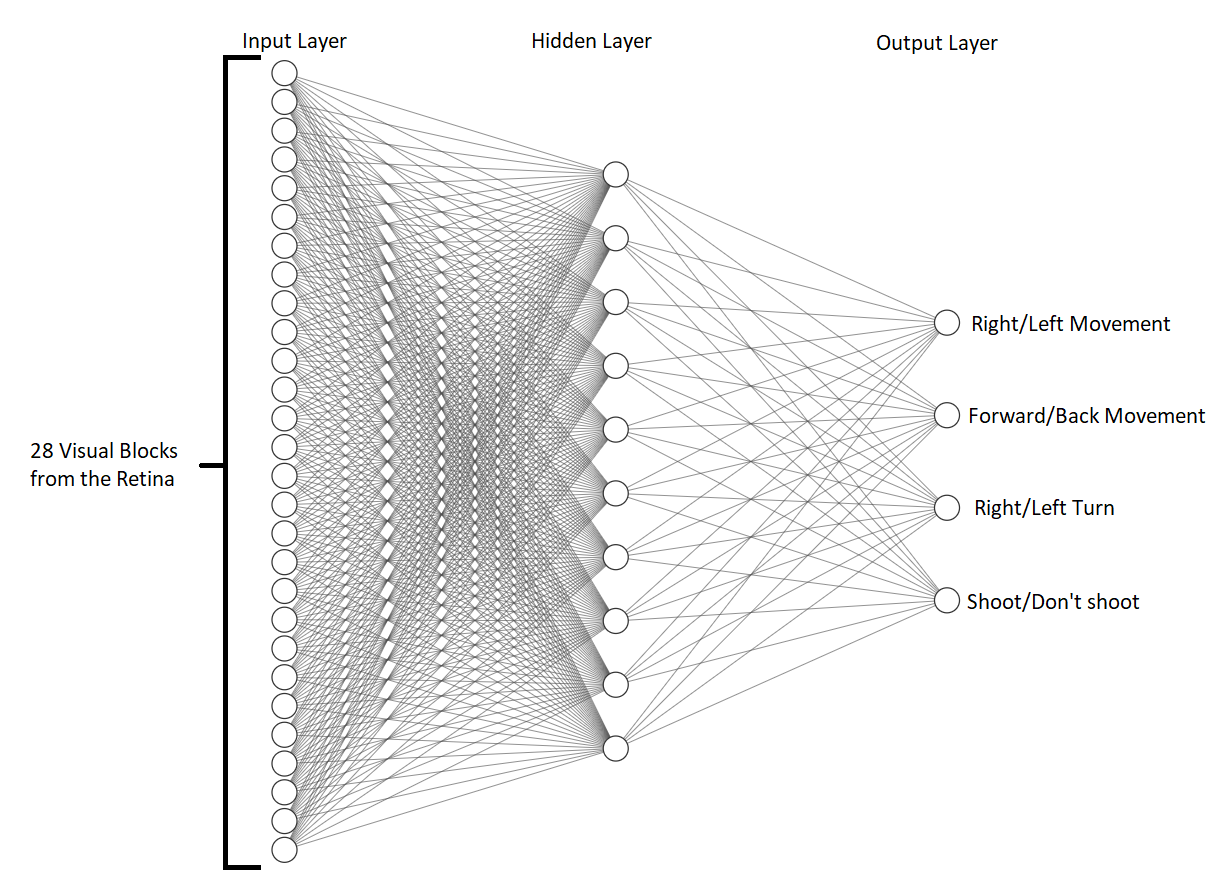 Input Layer
Hidden Layer
Output Layer
28 Visual Blocks
from the Retina
Right/Left Movement
Forward/Back Movement
Right/Left Turn
Shoot/Don't shoot